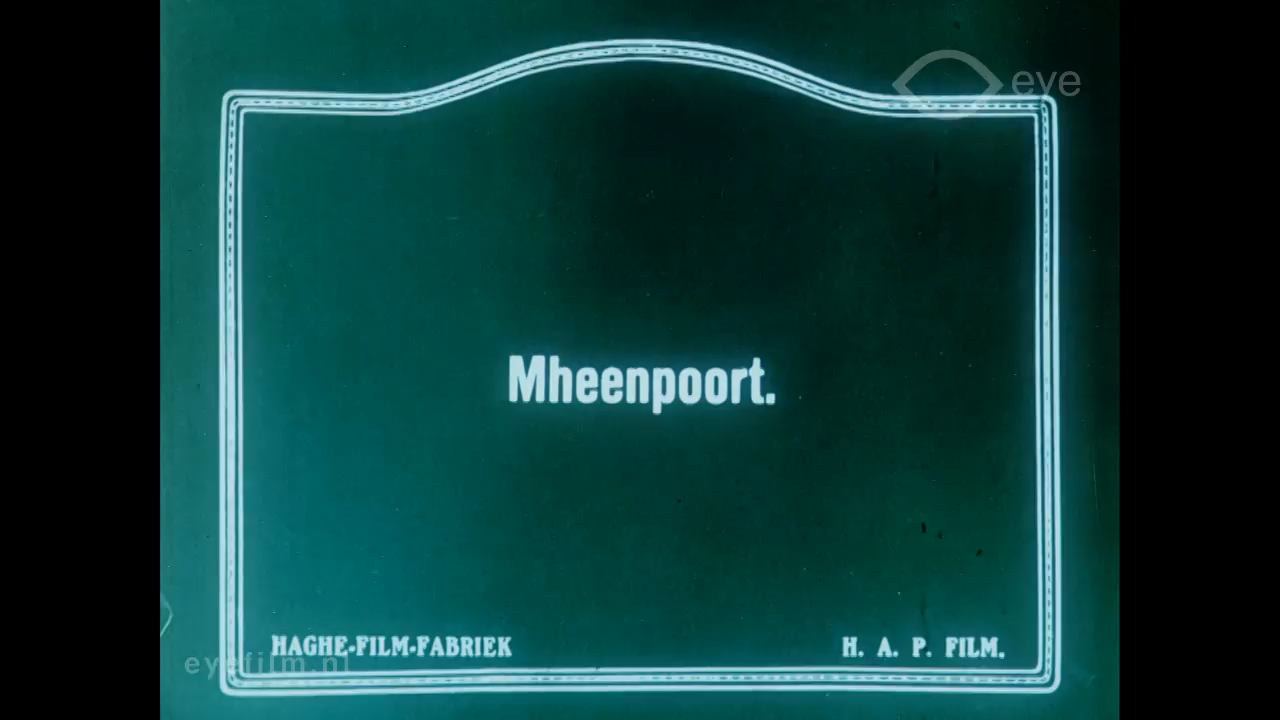 eye
Mheenpoort.
HAGHE-FILM-FABRIEK
H. A. P. FILM.
eyefilm.nl